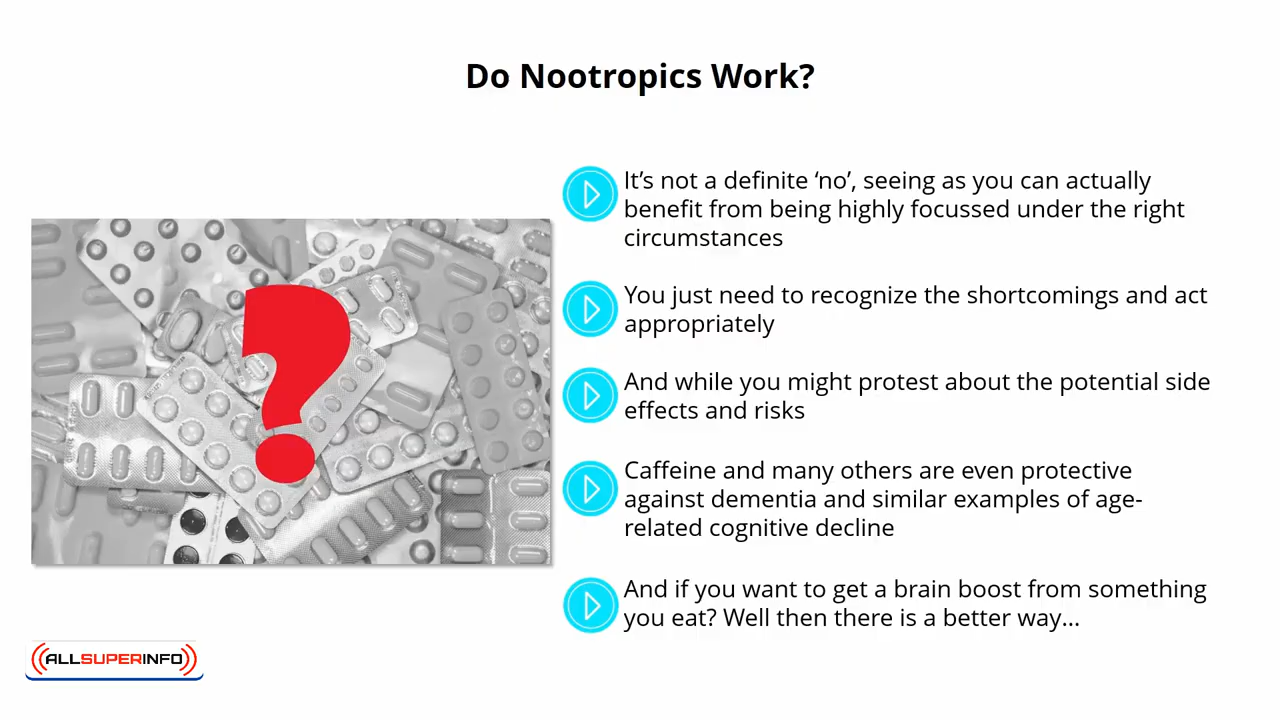 Do Nootropics Work?
It’s not a definite ‘no’, seeing as you can actually
benefit from being highly focussed under the right
circumstances
You just need to recognize the shortcomings and act
appropriately
And while you might protest about the potential side
effects and risks
Caffeine and many others are even protective
against dementia and similar examples of age-
related cognitive decline
And if you want to get a brain boost from something
you eat? Well then there is a better way...
ALLSUPERINFO